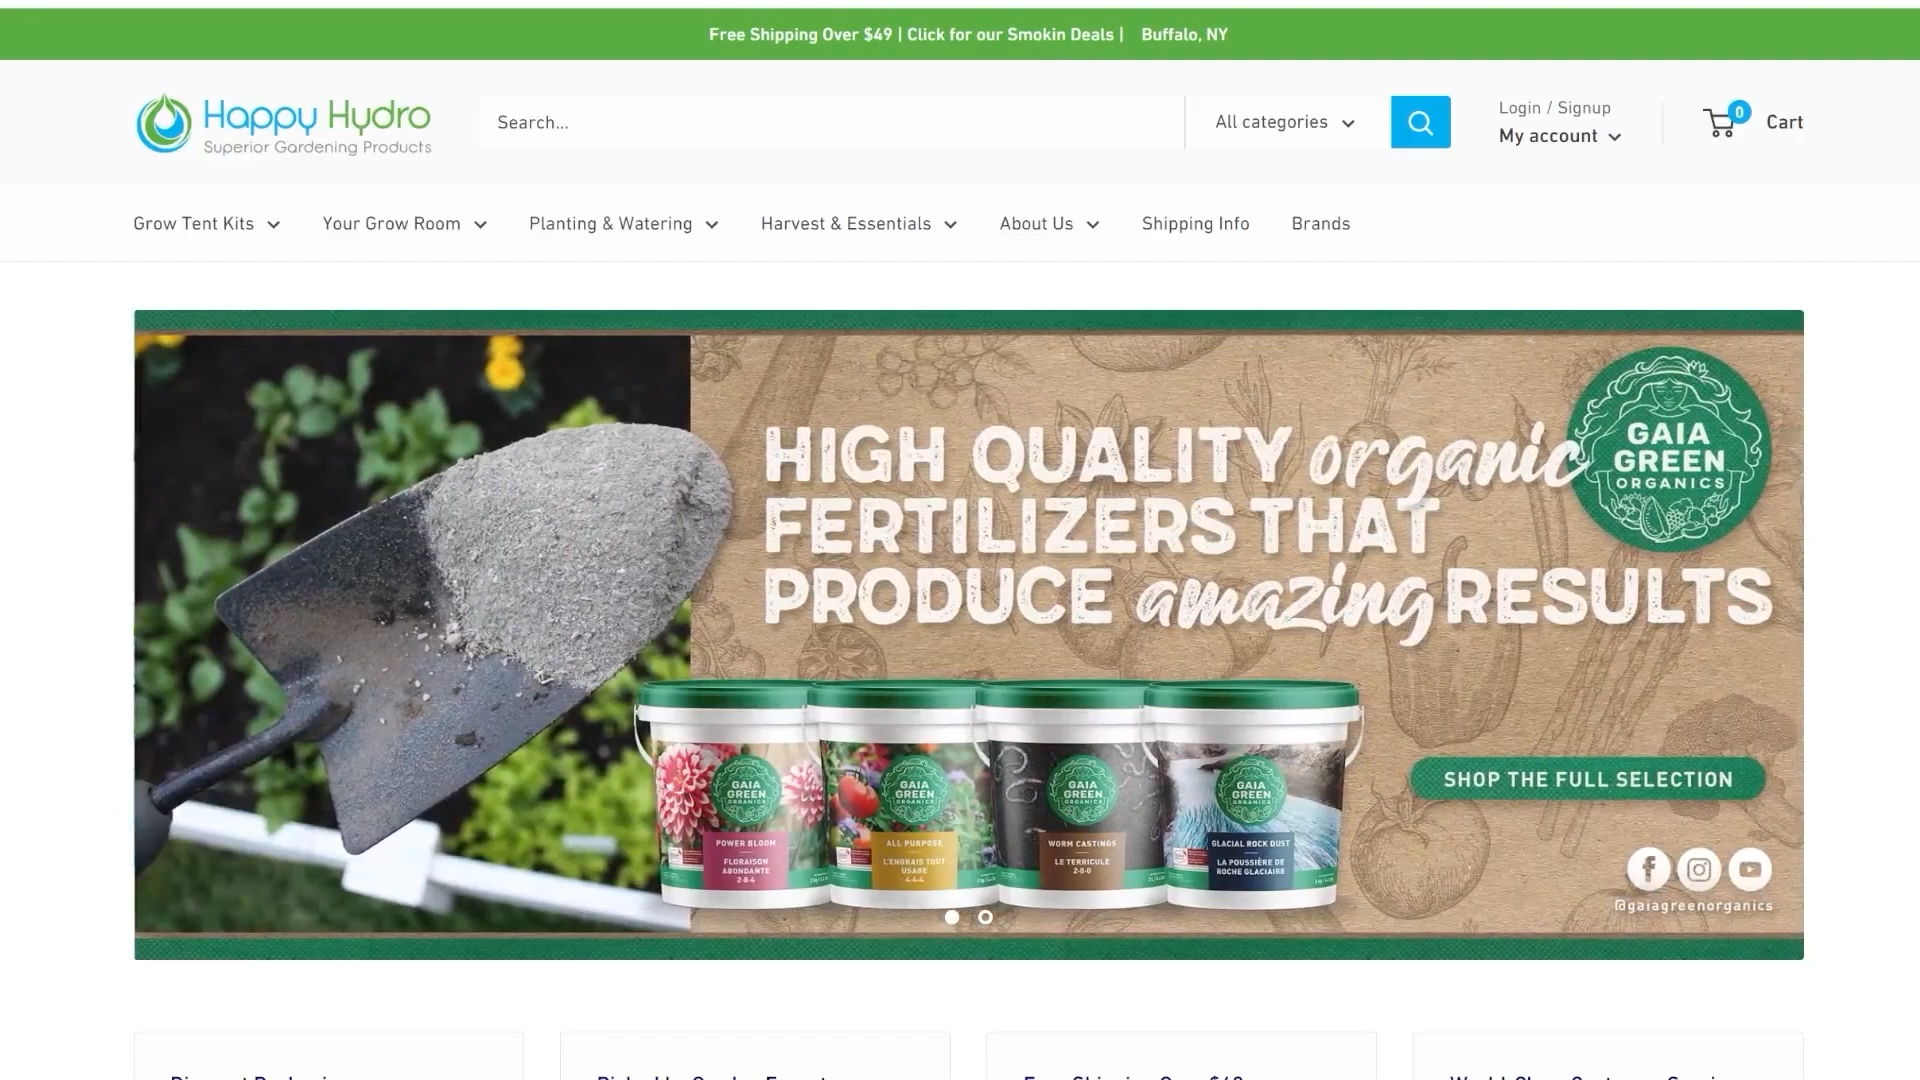 Free Shipping Over $49 | Click for our Smokin Deals | Buffalo, NY
Happy Hydro
Superior Gardening Products
Search...
All categories
Login / Signup
My account
0
Cart
Grow Tent Kits
Your Grow Room
Planting & Watering
Harvest & Essentials
About Us
Shipping Info
Brands
HIGH QUALITY organic
FERTILIZERS THAT
PRODUCE amazing RESULTS
GAIA
GREEN
ORGANICS
GAIA
GREEN
ORGANICS
POWER BLOOM
FLORAISON
ABONDANTE
2-8-4
GAIA
GREEN
ORGANICS
ALL PURPOSE
L'ENGRAIS TOUT
USAGE
4-4-4
GAIA
GREEN
ORGANICS
WORM CASTINGS
LE TERRICULE
2-0-0
GAIA
GREEN
ORGANICS
GLACIAL ROCK DUST
LA POUSSIÈRE DE
ROCHE GLACIAIRE
SHOP THE FULL SELECTION
@gaiagreenorganics